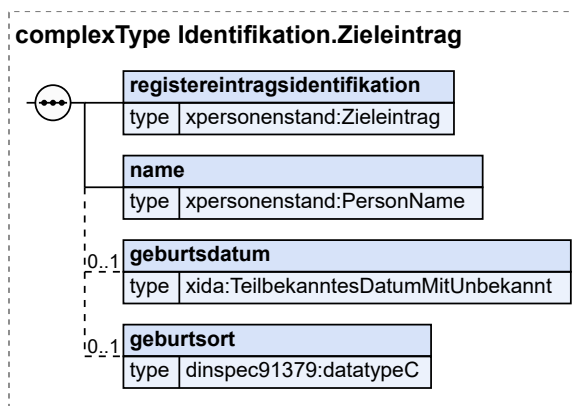 complexType Identifikation.Zieleintrag
registereintragsidentifikation
type xpersonenstand:Zieleintrag
name
type xpersonenstand:PersonName
0..1 geburtsdatum
type xida:TeilbekanntesDatumMitUnbekannt
0..1 geburtsort
type dinspec91379:datatypeC